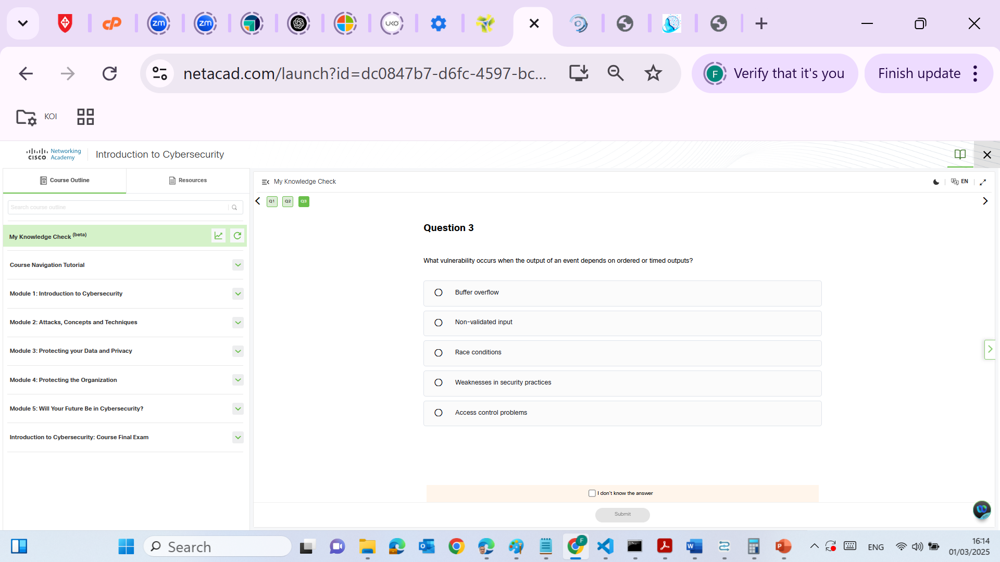 zm
zm
UKO
netacad.com/launch?id=dc0847b7-d6fc-4597-bc...
F
Verify that it's you
Finish update
KOI
CISCO Networking Academy
Introduction to Cybersecurity
Course Outline
Resources
Search course outline
My Knowledge Check (beta)
Course Navigation Tutorial
Module 1: Introduction to Cybersecurity
Module 2: Attacks, Concepts and Techniques
Module 3: Protecting your Data and Privacy
Module 4: Protecting the Organization
Module 5: Will Your Future Be in Cybersecurity?
Introduction to Cybersecurity: Course Final Exam
My Knowledge Check
EN
Q1
Q2
Q3
Question 3
What vulnerability occurs when the output of an event depends on ordered or timed outputs?
Buffer overflow
Non-validated input
Race conditions
Weaknesses in security practices
Access control problems
I don't know the answer
Submit
Search
F
ENG
16:14
01/03/2025